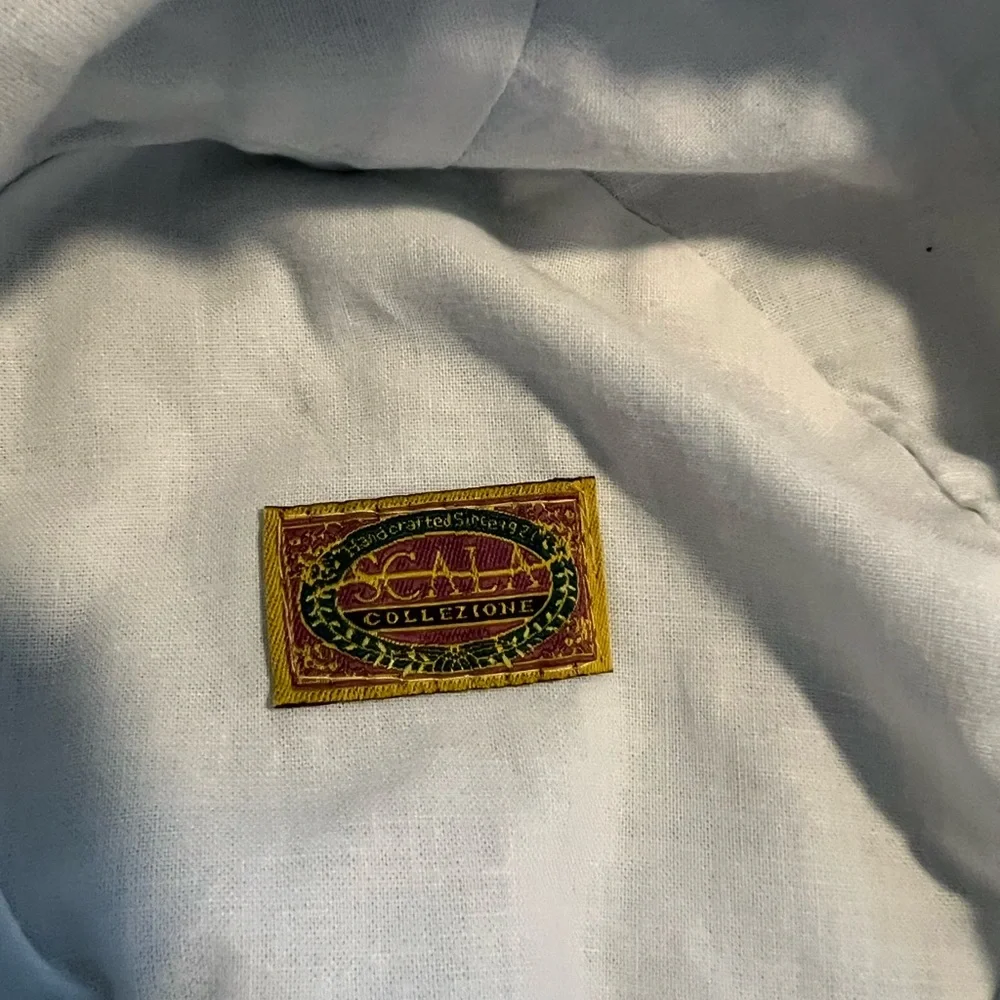 Handcrafted Since 1921
SCALA
COLLEZIONE